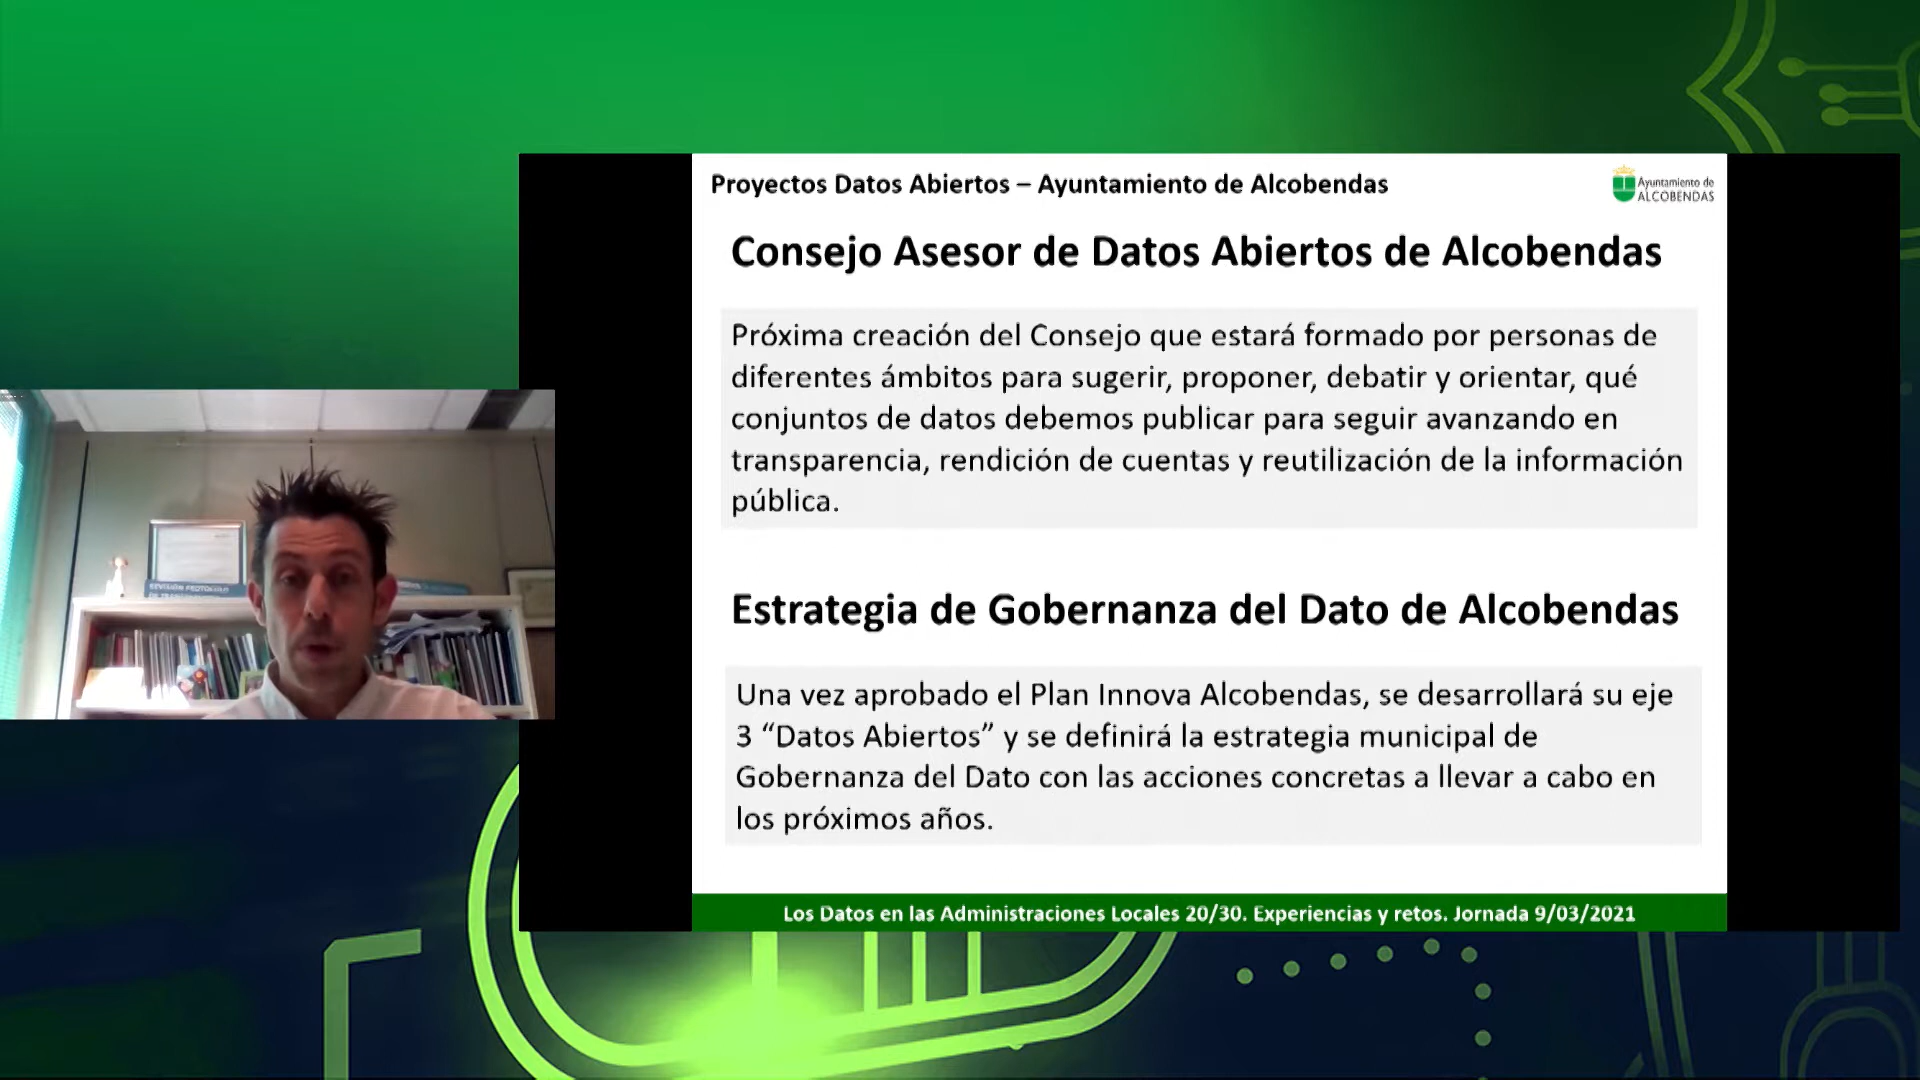 Proyectos Datos Abiertos – Ayuntamiento de Alcobendas
Ayuntamiento de
ALCOBENDAS
Consejo Asesor de Datos Abiertos de Alcobendas
Próxima creación del Consejo que estará formado por personas de
diferentes ámbitos para sugerir, proponer, debatir y orientar, qué
conjuntos de datos debemos publicar para seguir avanzando en
transparencia, rendición de cuentas y reutilización de la información
pública.
Estrategia de Gobernanza del Dato de Alcobendas
Una vez aprobado el Plan Innova Alcobendas, se desarrollará su eje
3 “Datos Abiertos” y se definirá la estrategia municipal de
Gobernanza del Dato con las acciones concretas a llevar a cabo en
los próximos años.
Los Datos en las Administraciones Locales 20/30. Experiencias y retos. Jornada 9/03/2021
REVISIÓN PROTOCOLO